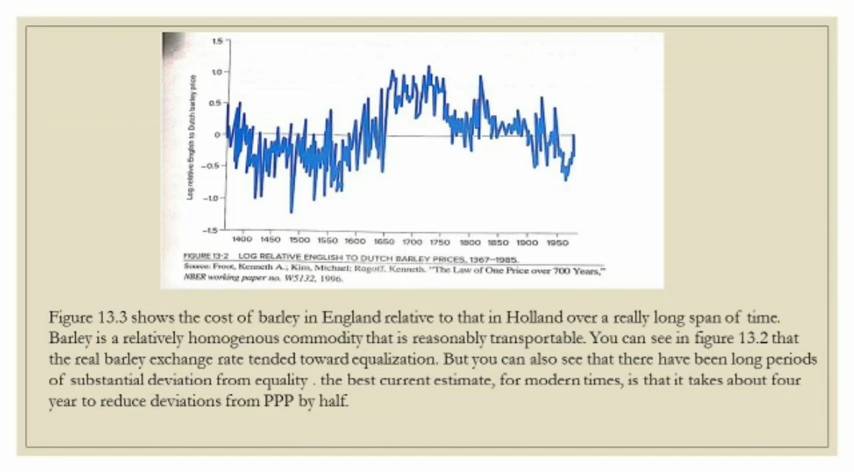 Log relative English to Dutch barley price
1.5
1.0
0.5
0
-0.5
-1.0
-1.5
1400 1450 1500 1550 1600 1650 1700 1750 1800 1850 1900 1950
FIGURE 13-2 LOG RELATIVE ENGLISH TO DUTCH BARLEY PRICES, 1367–1985.
Source: Froot, Kenneth A.; Kim, Michael; Rogoff, Kenneth. "The Law of One Price over 700 Years,"
NBER working paper no. W5132, 1996.
Figure 13.3 shows the cost of barley in England relative to that in Holland over a really long span of time.
Barley is a relatively homogenous commodity that is reasonably transportable. You can see in figure 13.2 that
the real barley exchange rate tended toward equalization. But you can also see that there have been long periods
of substantial deviation from equality . the best current estimate, for modern times, is that it takes about four
year to reduce deviations from PPP by half.